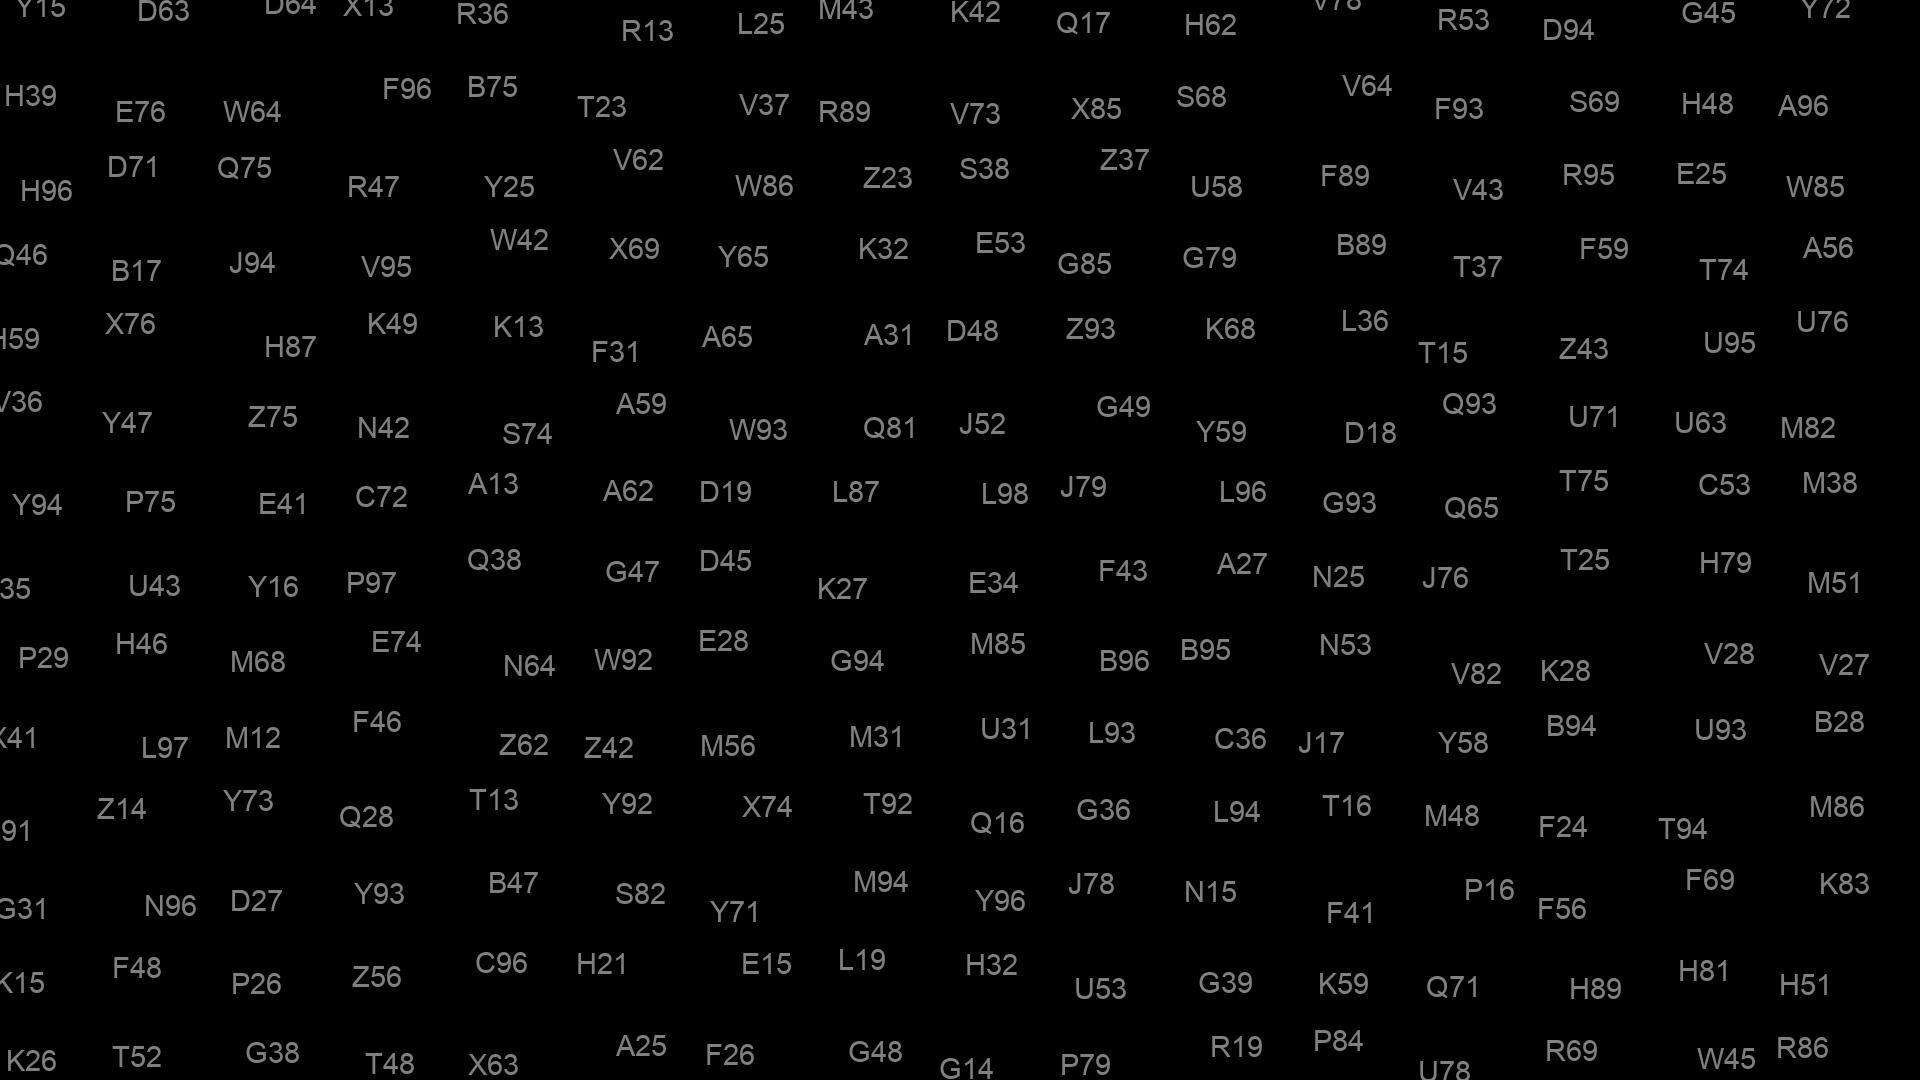 Y15 D63 D64 X13 R36 R13 L25 M43 K42 Q17 H62 V78 R53 D94 G45 Y72
H39 E76 W64 F96 B75 T23 V37 R89 V73 X85 S68 V64 F93 S69 H48 A96
H96 D71 Q75 R47 Y25 V62 W86 Z23 S38 Z37 U58 F89 V43 R95 E25 W85
Q46 B17 J94 V95 W42 X69 Y65 K32 E53 G85 G79 B89 T37 F59 T74 A56
H59 X76 H87 K49 K13 F31 A65 A31 D48 Z93 K68 L36 T15 Z43 U95 U76
V36 Y47 Z75 N42 S74 A59 W93 Q81 J52 G49 Y59 D18 Q93 U71 U63 M82
Y94 P75 E41 C72 A13 A62 D19 L87 L98 J79 L96 G93 Q65 T75 C53 M38
35 U43 Y16 P97 Q38 G47 D45 K27 E34 F43 A27 N25 J76 T25 H79 M51
P29 H46 M68 E74 N64 W92 E28 G94 M85 B96 B95 N53 V82 K28 V28 V27
41 L97 M12 F46 Z62 Z42 M56 M31 U31 L93 C36 J17 Y58 B94 U93 B28
91 Z14 Y73 Q28 T13 Y92 X74 T92 Q16 G36 L94 T16 M48 F24 T94 M86
G31 N96 D27 Y93 B47 S82 Y71 M94 Y96 J78 N15 F41 P16 F56 F69 K83
K15 F48 P26 Z56 C96 H21 E15 L19 H32 U53 G39 K59 Q71 H89 H81 H51
K26 T52 G38 T48 X63 A25 F26 G48 G14 P79 R19 P84 U78 R69 W45 R86